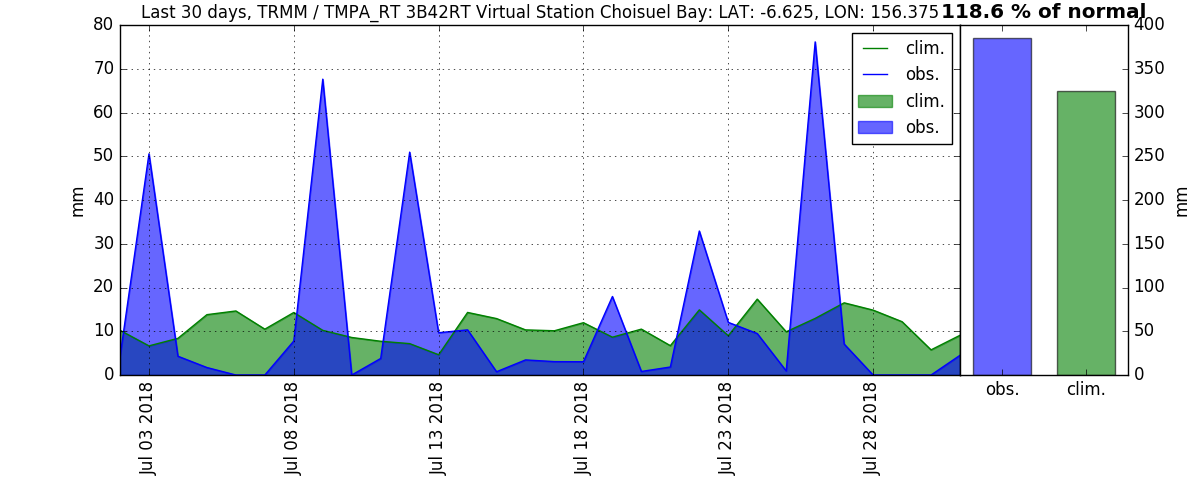 Last 30 days, TRMM / TMPA_RT 3B42RT Virtual Station Choisuel Bay: LAT: -6.625, LON: 156.375
118.6 % of normal
80
70
60
50
40
30
20
10
0
mm
clim.
obs.
clim.
obs.
Jul 03 2018
Jul 08 2018
Jul 13 2018
Jul 18 2018
Jul 23 2018
Jul 28 2018
400
350
300
250
200
150
100
50
0
mm
obs.
clim.